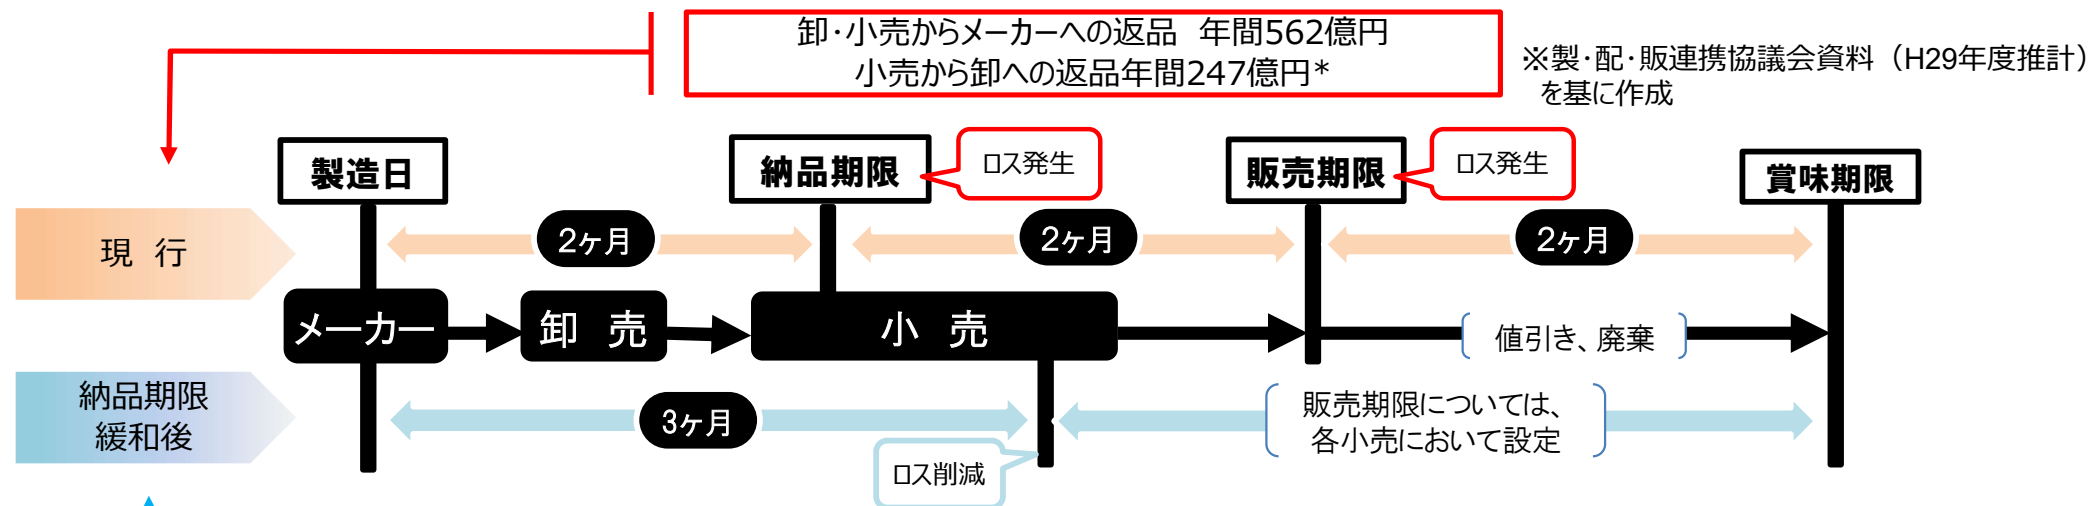 卸・小売からメーカーへの返品　年間562億円
小売から卸への返品年間247億円*
※製・配・販連携協議会資料（H29年度推計）
を基に作成
製造日
納品期限
ロス発生
販売期限
ロス発生
賞味期限
現　行
2ヶ月
2ヶ月
2ヶ月
メーカー
卸　売
小　売
値引き、廃棄
納品期限
緩和後
3ヶ月
販売期限については、
各小売において設定
ロス削減